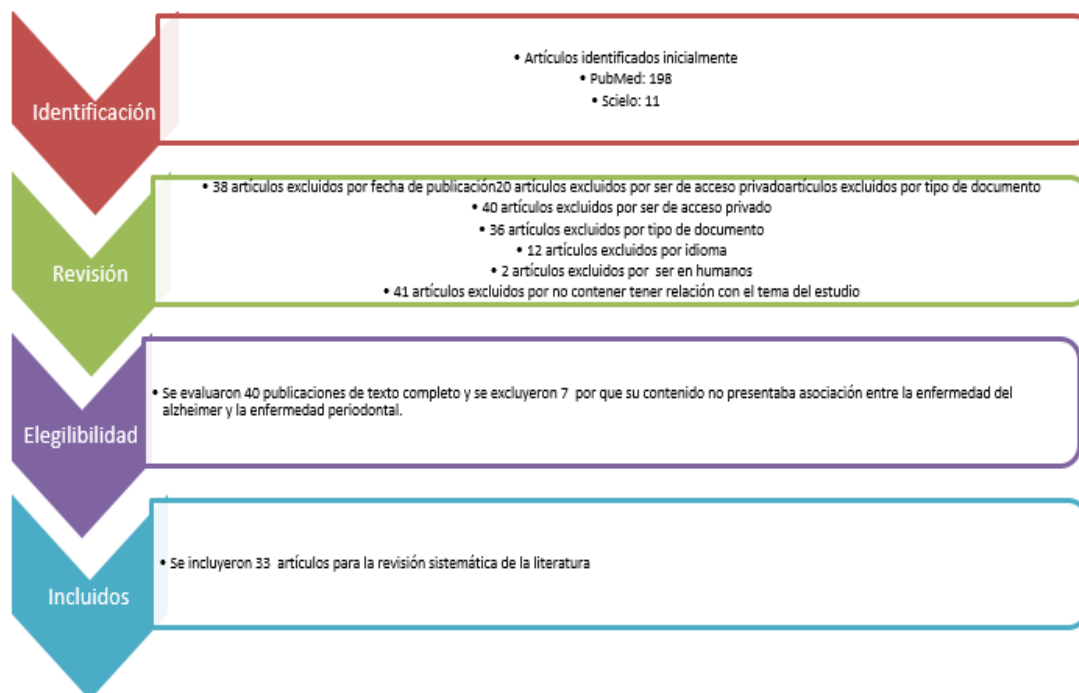 Identificación
• Artículos identificados inicialmente
• PubMed: 198
• Scielo: 11
Revisión
• 38 artículos excluidos por fecha de publicación20 artículos excluidos por ser de acceso privadoartículos excluidos por tipo de documento
• 40 artículos excluidos por ser de acceso privado
• 36 artículos excluidos por tipo de documento
• 12 artículos excluidos por idioma
• 2 artículos excluidos por ser en humanos
• 41 artículos excluidos por no contener tener relación con el tema del estudio
Elegilibilidad
• Se evaluaron 40 publicaciones de texto completo y se excluyeron 7 por que su contenido no presentaba asociación entre la enfermedad del
alzheimer y la enfermedad periodontal.
Incluidos
• Se incluyeron 33 artículos para la revisión sistemática de la literatura